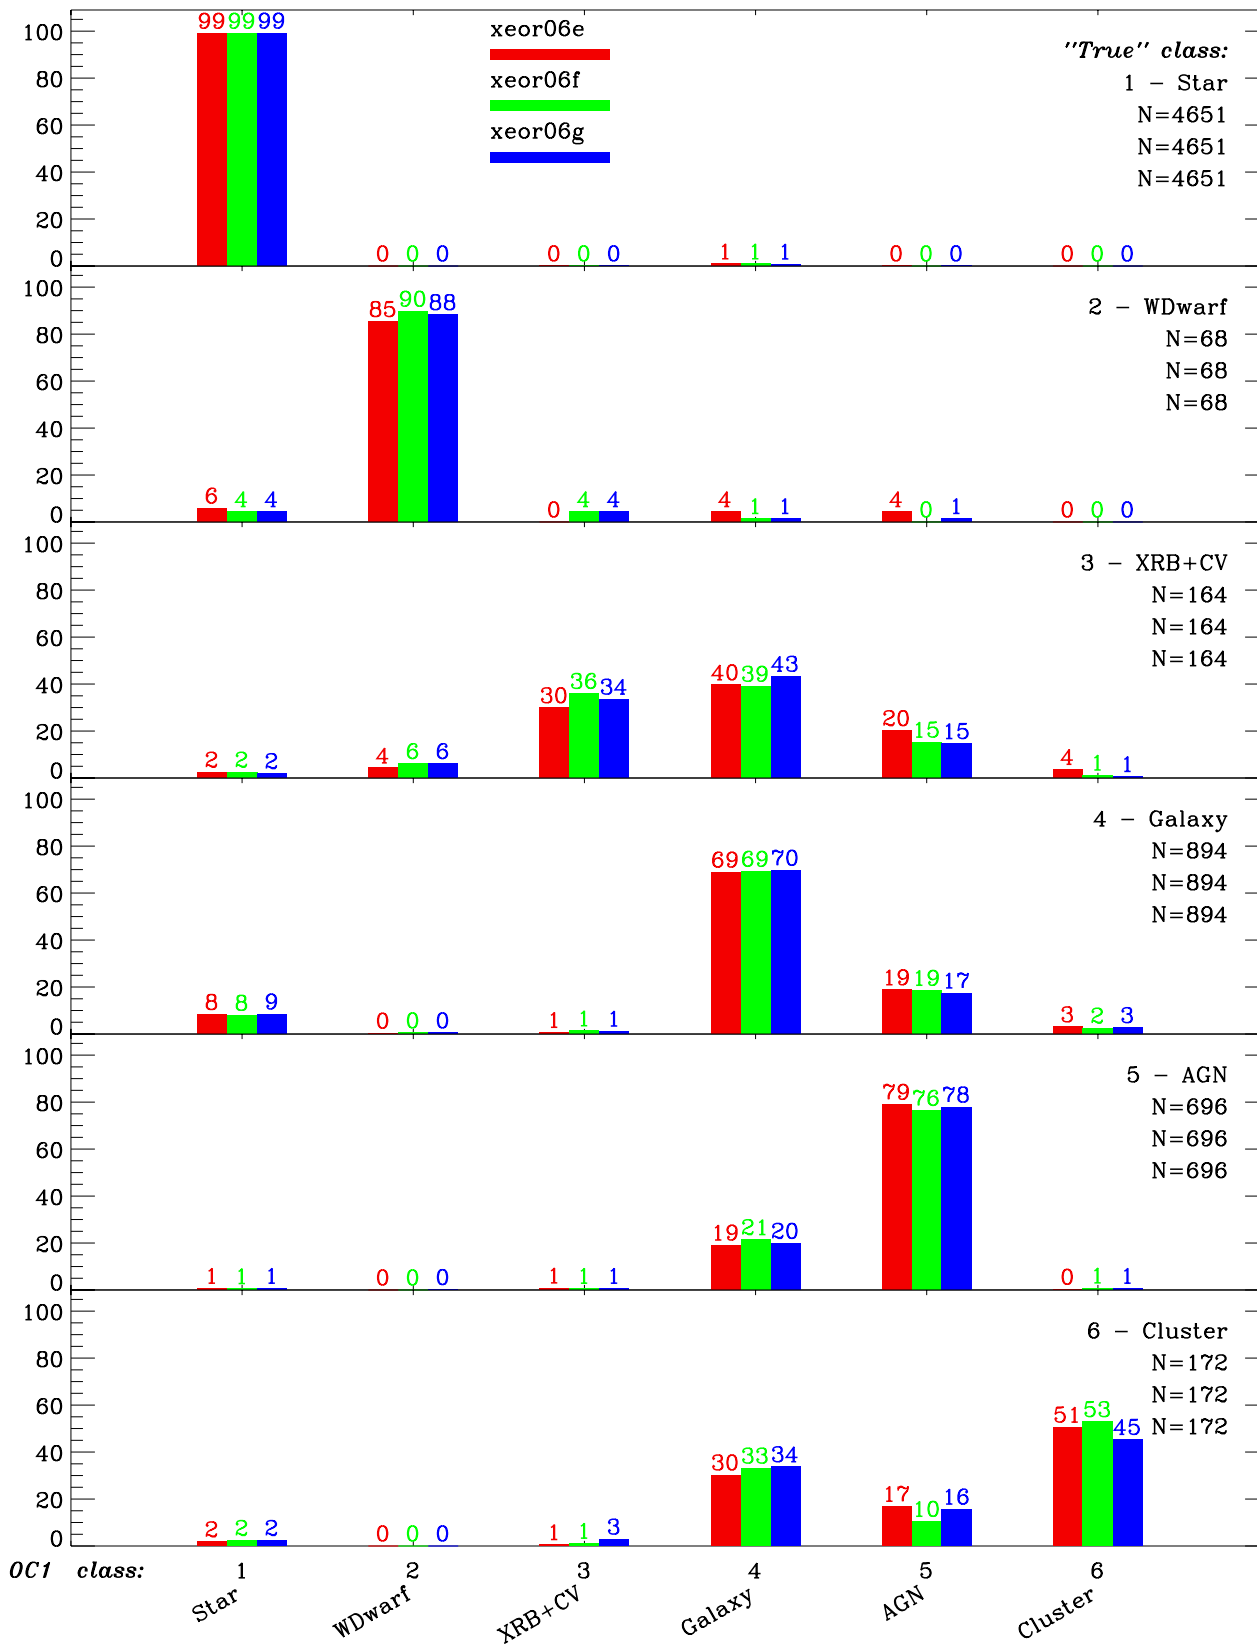 xeor06e
xeor06f
xeor06g
"True" class:
1 - Star
N=4651
N=4651
N=4651
100
80
60
40
20
0
99 99 99
0 0 0
0 0 0
1 1 1
0 0 0
0 0 0
2 - WDwarf
N=68
N=68
N=68
100
80
60
40
20
0
6 4 4
85 90 88
0 4 4
4 1 1
4 0 1
0 0 0
3 - XRB+CV
N=164
N=164
N=164
100
80
60
40
20
0
2 2 2
4 6 6
30 36 34
40 39 43
20 15 15
4 1 1
4 - Galaxy
N=894
N=894
N=894
100
80
60
40
20
0
8 8 9
0 0 0
1 1 1
69 69 70
19 19 17
3 2 3
5 - AGN
N=696
N=696
N=696
100
80
60
40
20
0
1 1 1
0 0 0
1 1 1
19 21 20
79 76 78
0 1 1
6 - Cluster
N=172
N=172
N=172
100
80
60
40
20
0
2 2 2
0 0 0
1 1 3
30 33 34
17 10 16
51 53 45
OC1 class: 1 2 3 4 5 6
Star WDwarf XRB+CV Galaxy AGN Cluster